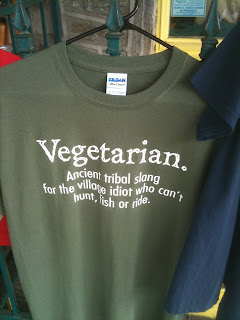 GILDAN
Vegetarian.
Ancient tribal slang
for the village idiot who can't
hunt, fish or ride.